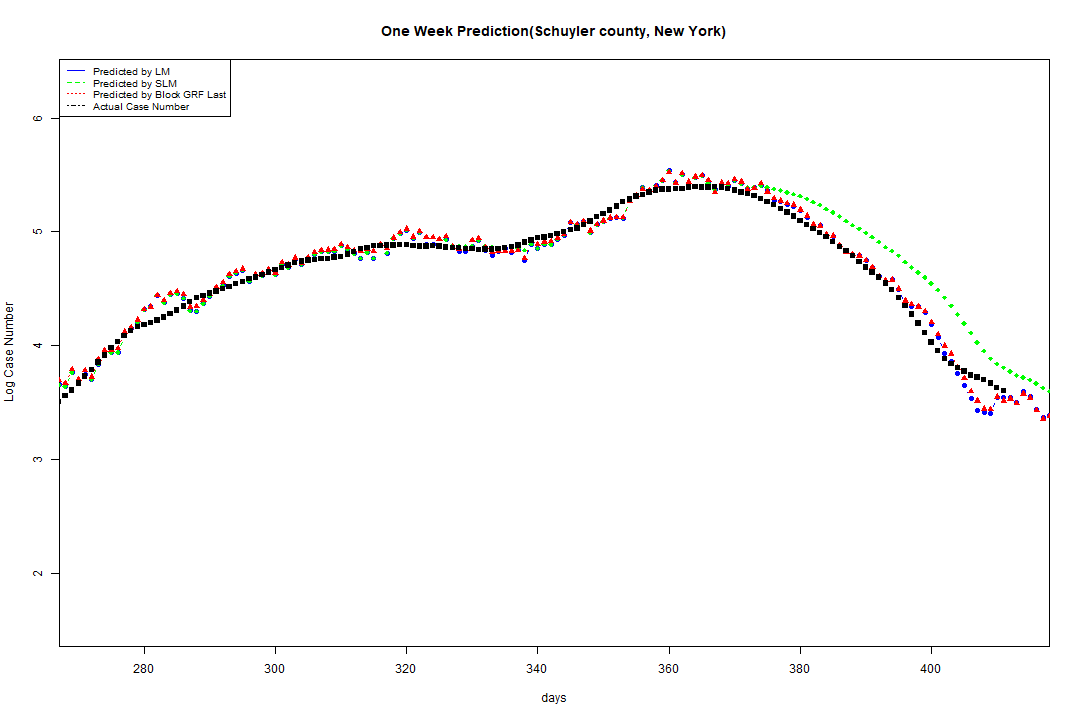 One Week Prediction(Schuyler county, New York)
Predicted by LM
Predicted by SLM
Predicted by Block GRF Last
Actual Case Number
Log Case Number
6
5
4
3
2
280 300 320 340 360 380 400
days